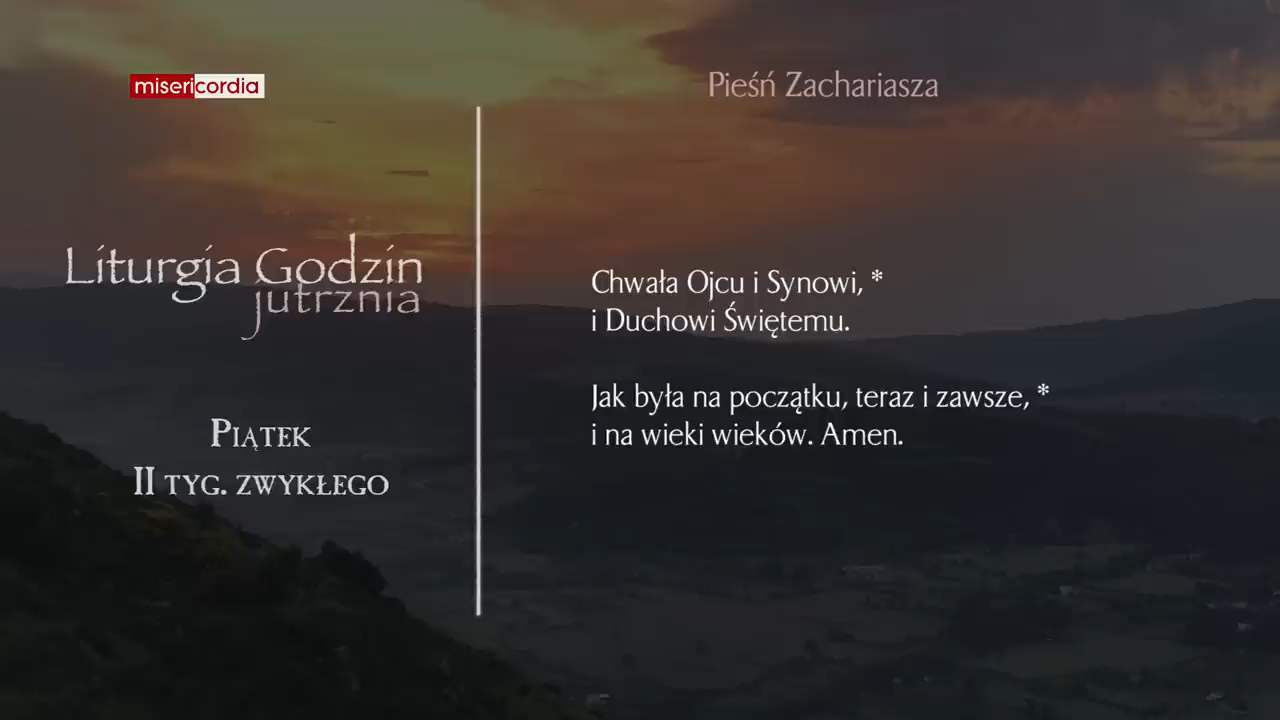 misericordia
Pieśń Zachariasza
Liturgia Godzin
jutrznia
Piątek
II tyg. zwykłego
Chwała Ojcu i Synowi, *
i Duchowi Świętemu.
Jak była na początku, teraz i zawsze, *
i na wieki wieków. Amen.